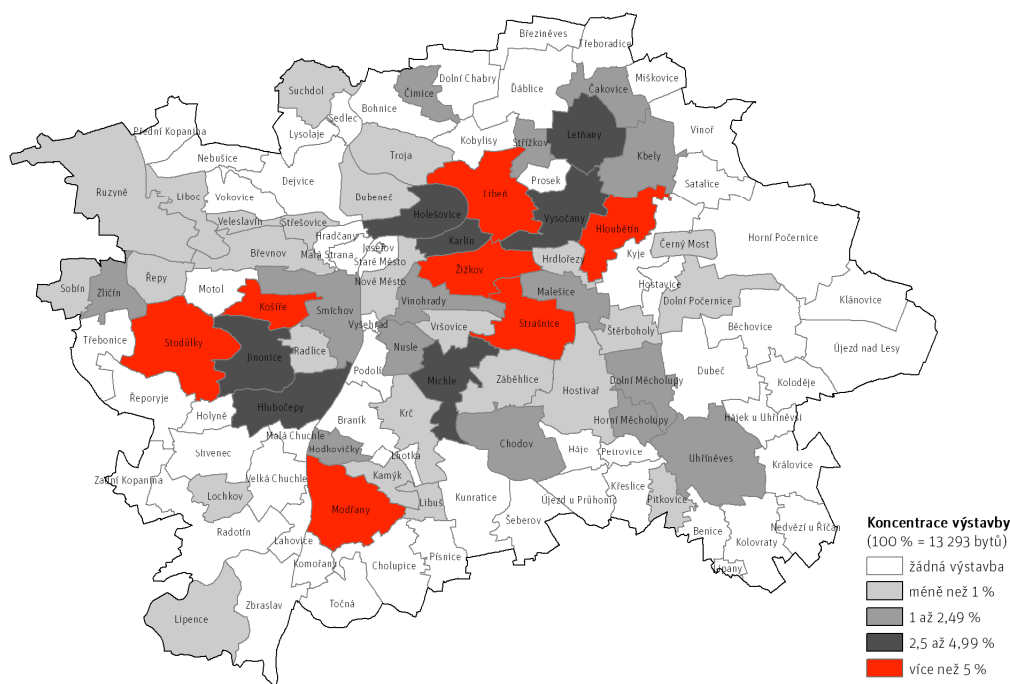 Březiněves
Třeboradice
Dolní Chabry
Miškovice
Suchdol
Čimice
Ďáblice
Čakovice
Sedlec
Bohnice
Přední Kopanina
Lysolaje
Kobylisy
Střížkov
Letňany
Vinoř
Nebušice
Troja
Kbely
Dejvice
Prosek
Satalice
Ruzyně
Liboc
Vokovice
Dubeneč
Libeň
Holešovice
Vysočany
Veleslavín
Střešovice
Hloubětín
Hradčany
Karlín
Horní Počernice
Josefov
Černý Most
Břevnov
Malá Strana
Staré Město
Hrdlořezy
Kyje
Žižkov
Řepy
Nové Město
Hostavice
Sobín
Zličín
Motol
Malešice
Dolní Počernice
Klánovice
Vinohrady
Košíře
Smíchov
Strašnice
Vyšehrad
Vršovice
Štěrboholy
Běchovice
Třebonice
Stodůlky
Nusle
Újezd nad Lesy
Jinonice
Radlice
Podolí
Záběhlice
Dubeč
Michle
Dolní Měcholupy
Koloděje
Hostivař
Řeporyje
Hlubočepy
Holyně
Krč
Braník
Hájek u Uhříněvsi
Horní Měcholupy
Malá Chuchle
Chodov
Hodkovičky
Háje
Petrovice
Slivenec
Lhotka
Uhříněves
Královice
Zadní Kopanina
Velká Chuchle
Kamýk
Křeslice
Lochkov
Libuš
Kunratice
Újezd u Průhonic
Pitkovice
Modřany
Šeberov
Nedvězí u Říčan
Radotín
Benice
Kolovraty
Lahovice
Písnice
Komořany
Cholupice
Lipany
Točná
Zbraslav
Lipence
Koncentrace výstavby
(100 % = 13 293 bytů)
žádná výstavba
méně než 1 %
1 až 2,49 %
2,5 až 4,99 %
více než 5 %